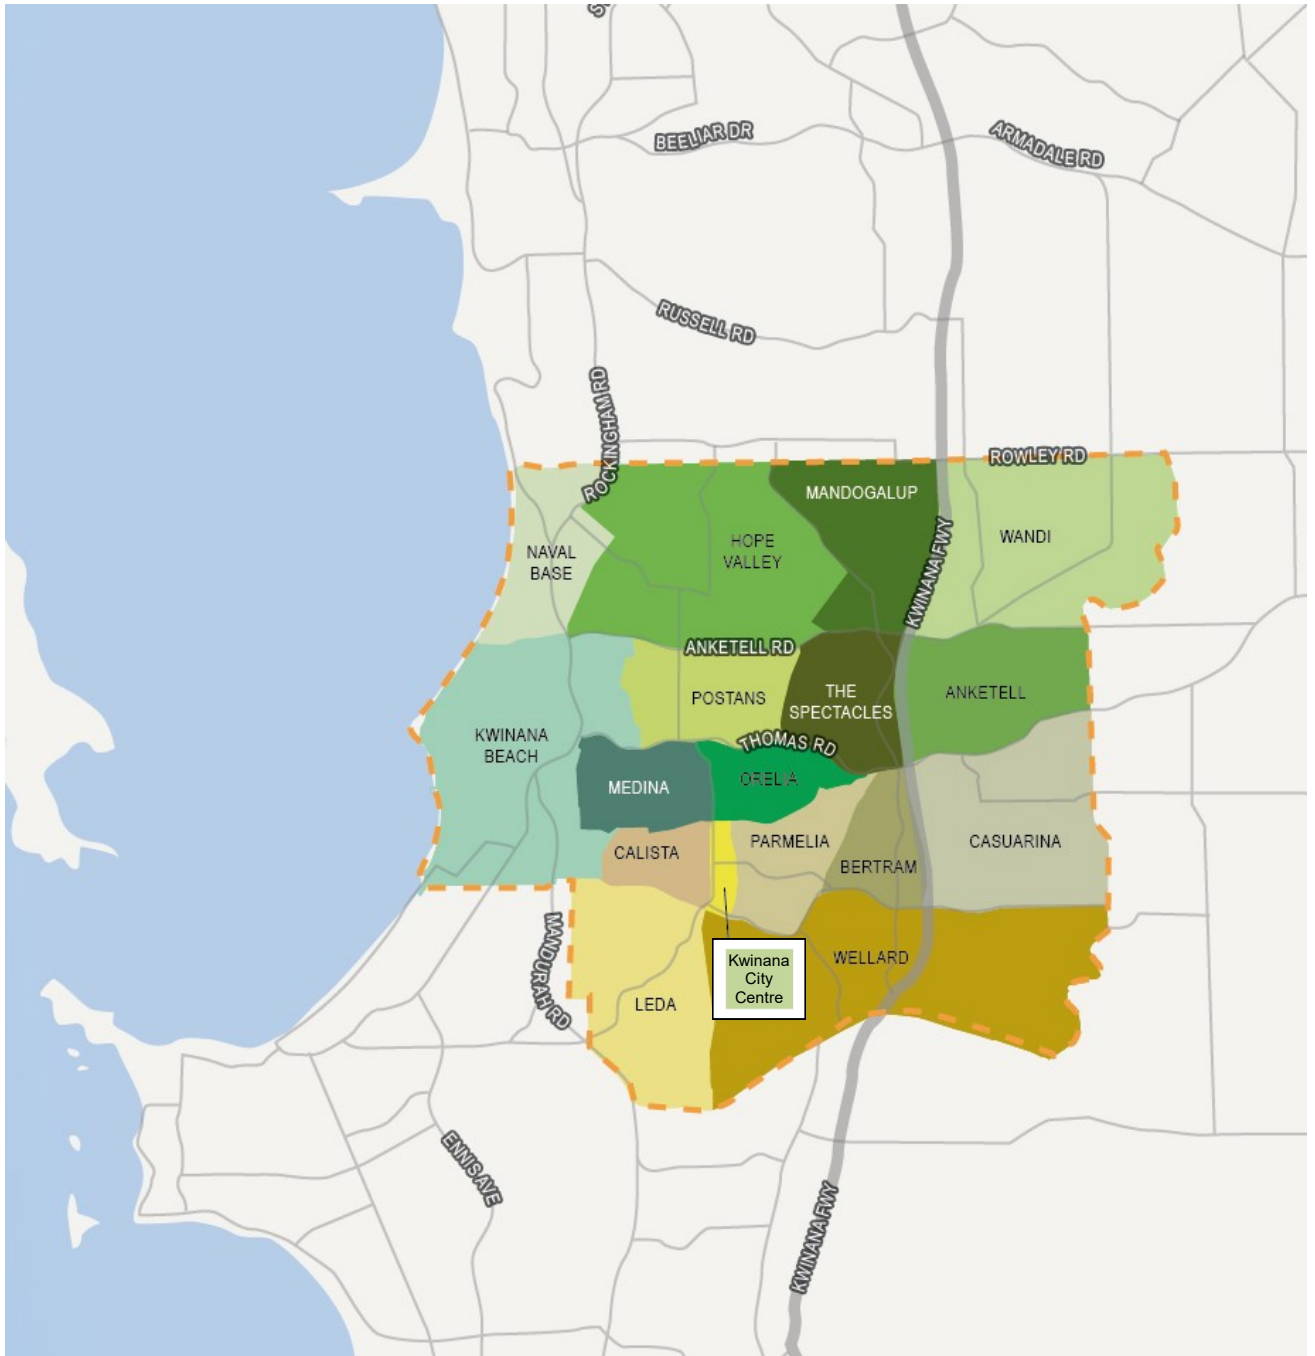 BEELIAR DR
ARMADALE RD
RUSSELL RD
ROCKINGHAM RD
ROWLEY RD
MANDOGALUP
HOPE
VALLEY
WANDI
NAVAL
BASE
KWINANA FWY
ANKETELL RD
POSTANS
THE
SPECTACLES
ANKETELL
KWINANA
BEACH
THOMAS RD
MEDINA
ORELIA
CALISTA
PARMELIA
BERTRAM
CASUARINA
MANDURAH RD
WELLARD
Kwinana
City
Centre
LEDA
ENNIS AVE
KWINANA FWY